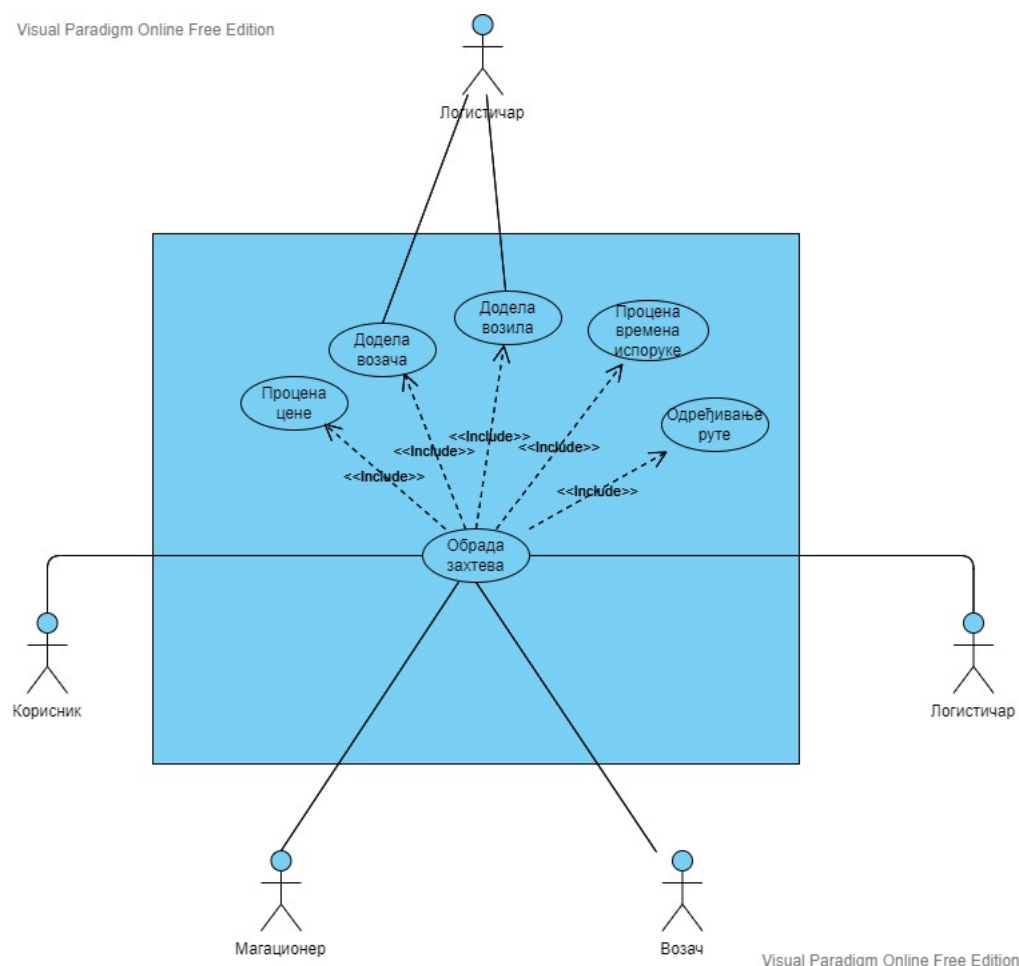 Visual Paradigm Online Free Edition
Логистичар
Додела
возача
Додела
возила
Процена
времена
испоруке
Процена
цене
Одређивање
руте
<<Include>>
<<Include>>
<<Include>>
<<Include>>
<<Include>>
Обрада
захтева
Корисник
Логистичар
Магационер
Возач
Visual Paradigm Online Free Edition